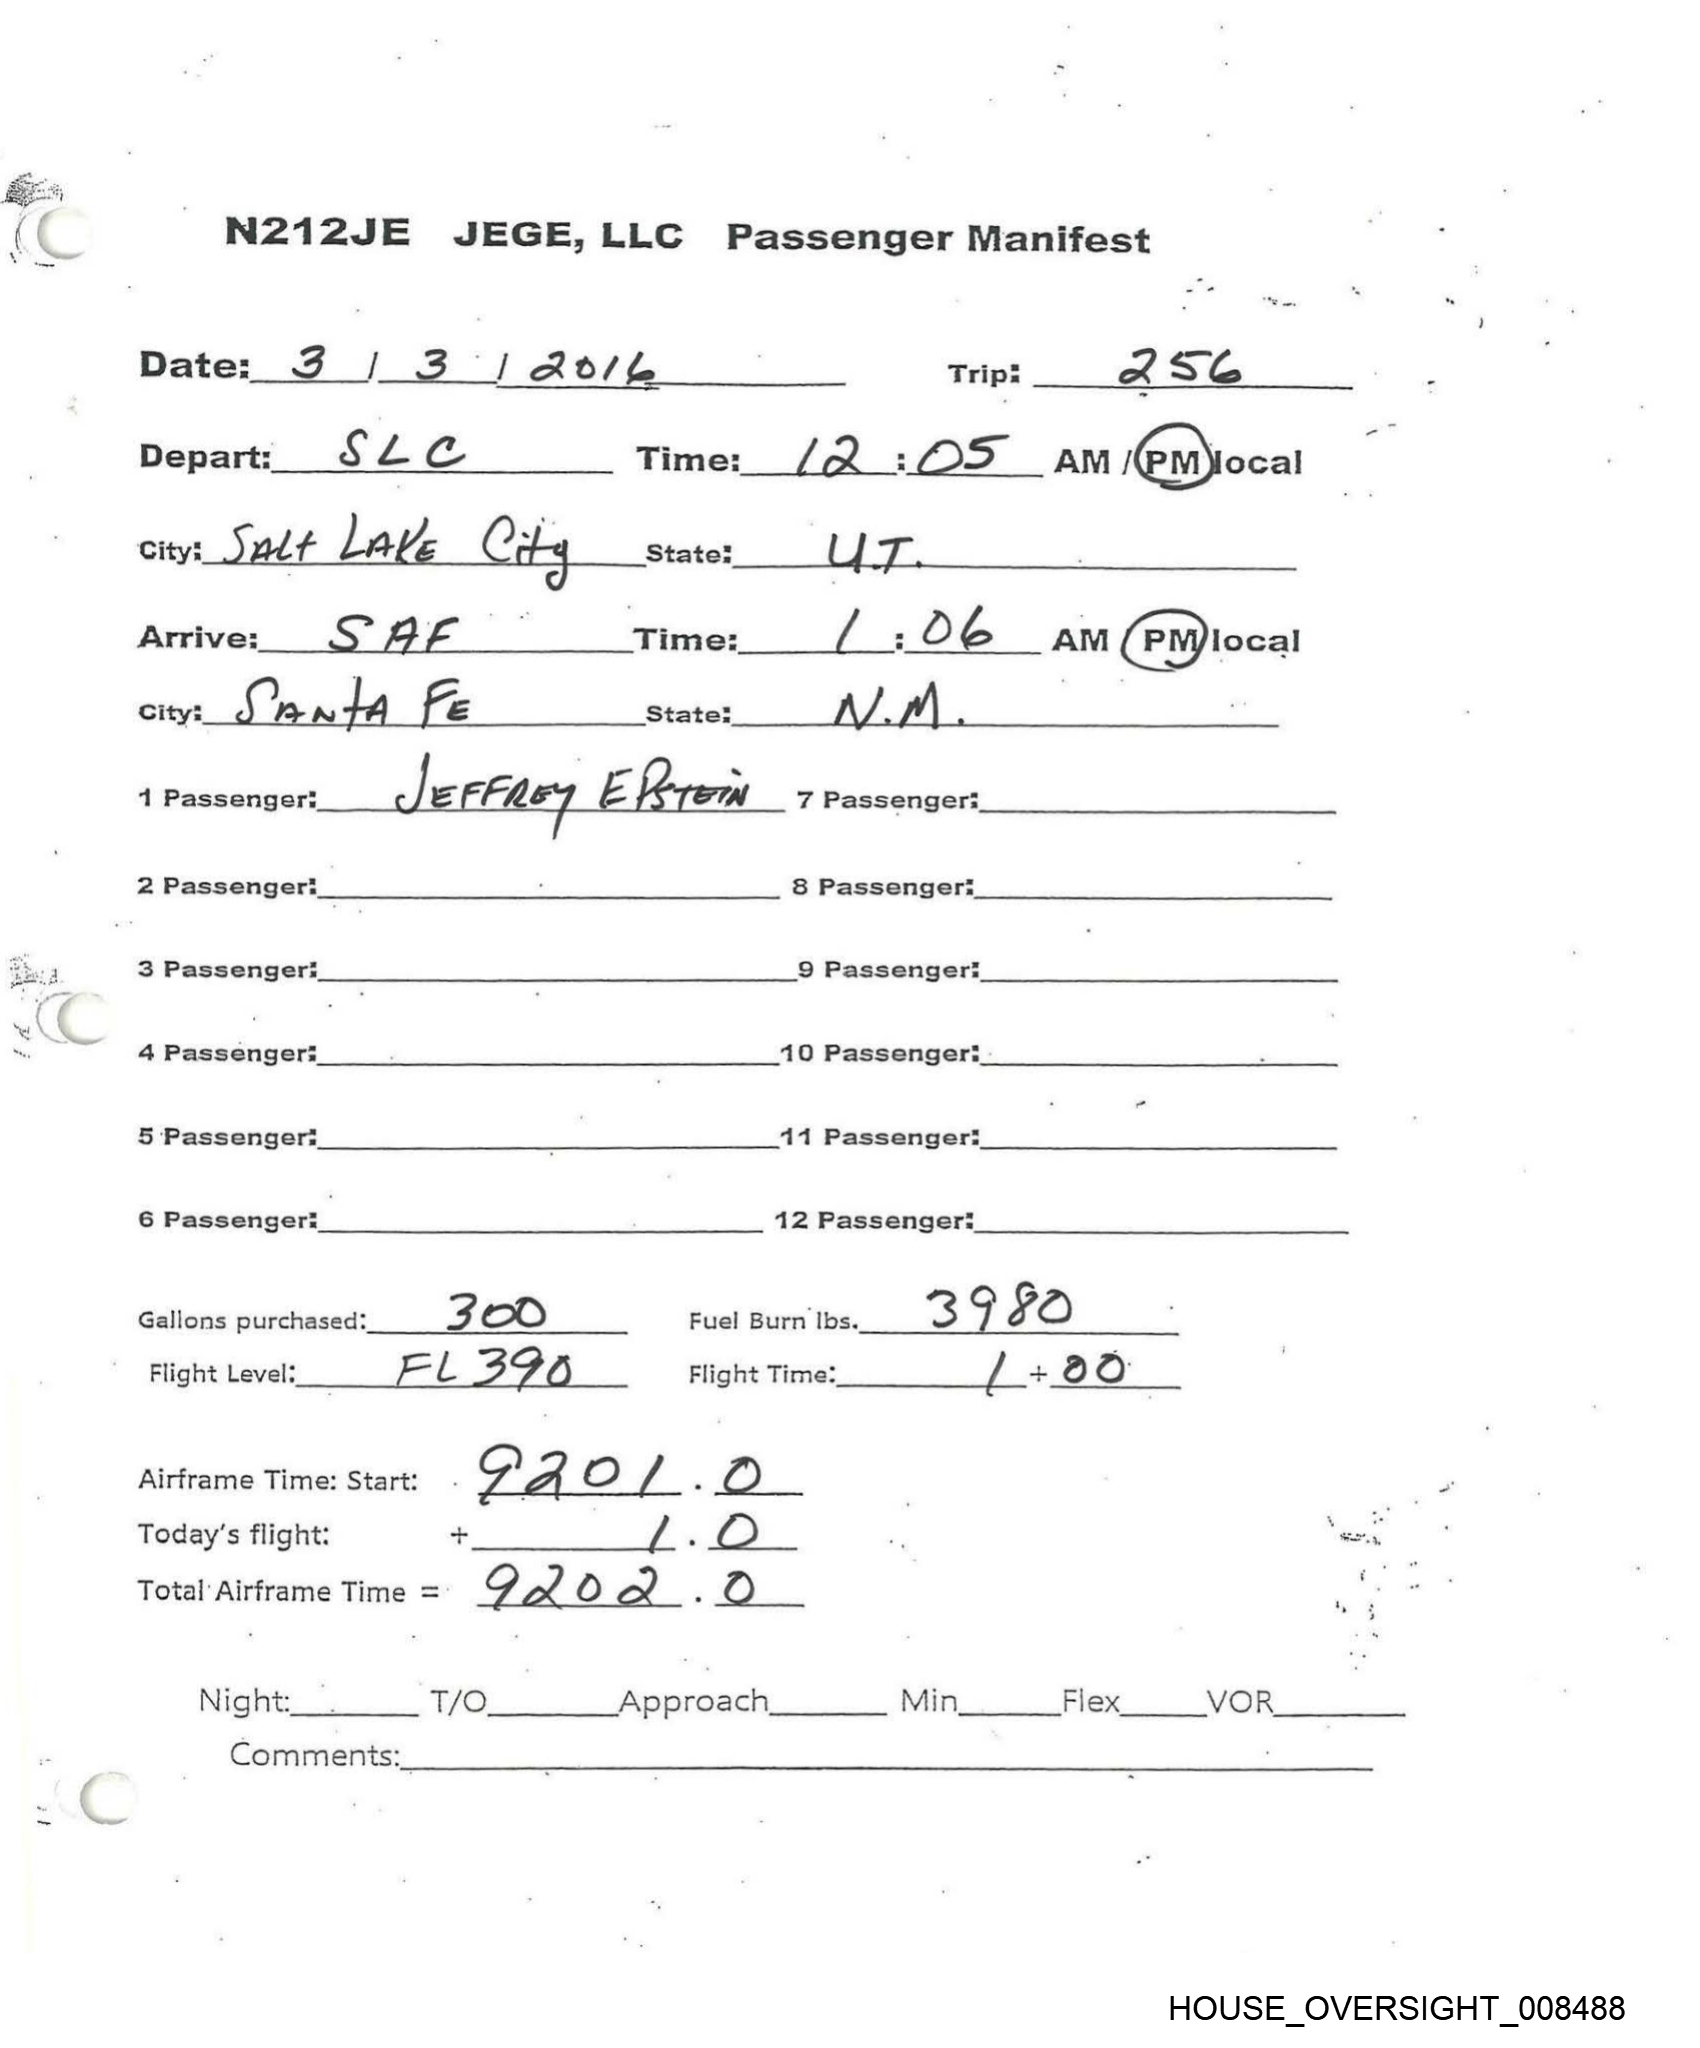 N212JE JEGE, LLC Passenger Manifest
Date: 3 / 3 / 2016 Trip: 256
Depart: SLC Time: 12 : 05 AM / PM local
City: SALT LAKE City State: U.T.
Arrive: SAF Time: 1 : 06 AM PM local
City: SANTA FE State: N.M.
1 Passenger: JEFFREY EPSTEIN 7 Passenger:
2 Passenger: 8 Passenger:
3 Passenger: 9 Passenger:
4 Passenger: 10 Passenger:
5 Passenger: 11 Passenger:
6 Passenger: 12 Passenger:
Gallons purchased: 300 Fuel Burn lbs. 3980
Flight Level: FL 390 Flight Time: 1 + 00
Airframe Time: Start: 9201 . 0
Today's flight: + 1 . 0
Total Airframe Time = 9202 . 0
Night: T/O Approach Min Flex VOR
Comments:
HOUSE_OVERSIGHT_008488